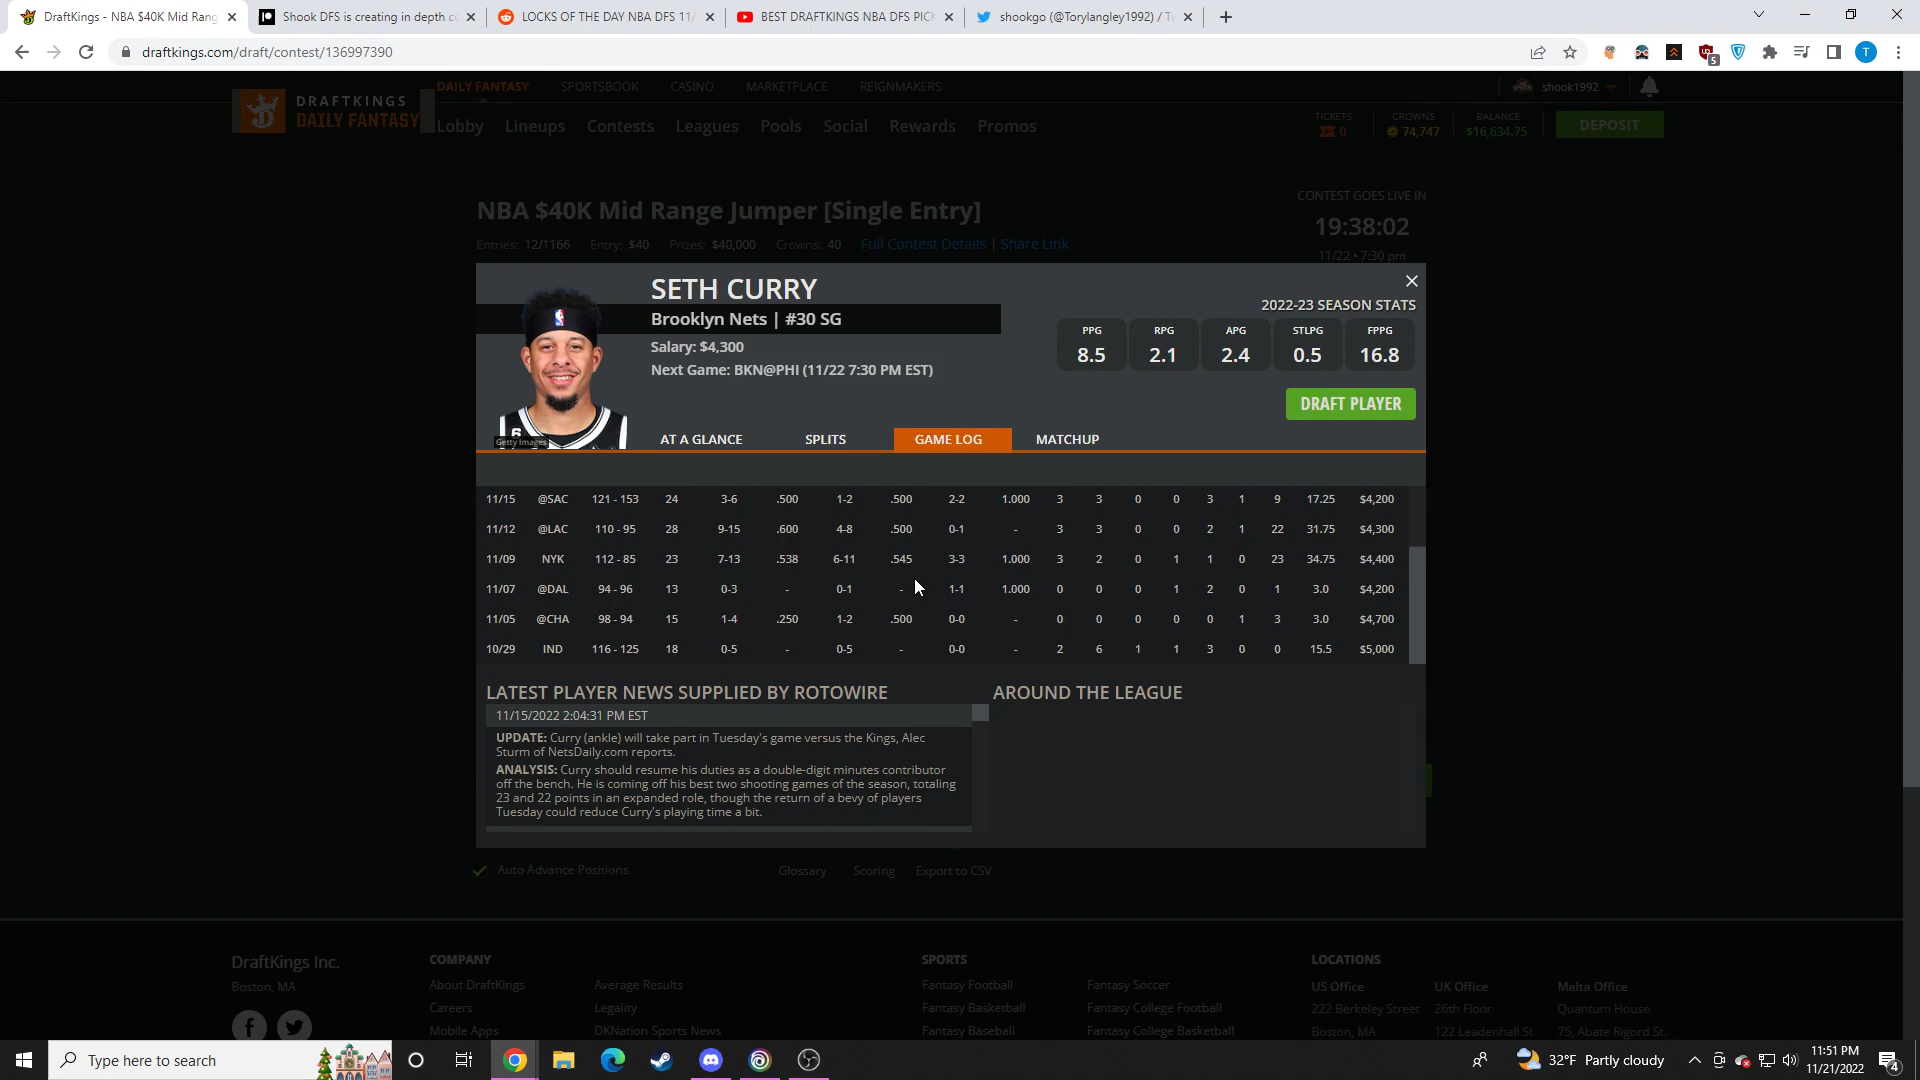 DraftKings - NBA $40K Mid Rang
Shook DFS is creating in depth co
LOCKS OF THE DAY NBA DFS 11/
BEST DRAFTKINGS NBA DFS PICK
shookgo (@Torylangley1992) / Tw
draftkings.com/draft/contest/136997390
5
T
DRAFTKINGS
DAILY FANTASY
DAILY FANTASY SPORTSBOOK CASINO MARKETPLACE REIGNMAKERS
shook1992
Lobby Lineups Contests Leagues Pools Social Rewards Promos
TICKETS 0
CROWNS 74,747
BALANCE $16,634.75
DEPOSIT
NBA $40K Mid Range Jumper [Single Entry]
Entries: 12/1166 Entry: $40 Prizes: $40,000 Crowns: 40 Full Contest Details | Share Link
CONTEST GOES LIVE IN
19:38:02
11/22 • 7:30 pm
SETH CURRY
Brooklyn Nets | #30 SG
Salary: $4,300
Next Game: BKN@PHI (11/22 7:30 PM EST)
Getty Images
2022-23 SEASON STATS
PPG RPG APG STLPG FPPG
8.5 2.1 2.4 0.5 16.8
DRAFT PLAYER
AT A GLANCE SPLITS GAME LOG MATCHUP
11/15 @SAC 121 - 153 24 3-6 .500 1-2 .500 2-2 1.000 3 3 0 0 3 1 9 17.25 $4,200
11/12 @LAC 110 - 95 28 9-15 .600 4-8 .500 0-1 - 3 3 0 0 2 1 22 31.75 $4,300
11/09 NYK 112 - 85 23 7-13 .538 6-11 .545 3-3 1.000 3 2 0 1 1 0 23 34.75 $4,400
11/07 @DAL 94 - 96 13 0-3 - 0-1 - 1-1 1.000 0 0 0 1 2 0 1 3.0 $4,200
11/05 @CHA 98 - 94 15 1-4 .250 1-2 .500 0-0 - 0 0 0 0 0 1 3 3.0 $4,700
10/29 IND 116 - 125 18 0-5 - 0-5 - 0-0 - 2 6 1 1 3 0 0 15.5 $5,000
LATEST PLAYER NEWS SUPPLIED BY ROTOWIRE
AROUND THE LEAGUE
11/15/2022 2:04:31 PM EST
UPDATE: Curry (ankle) will take part in Tuesday's game versus the Kings, Alec
Sturm of NetsDaily.com reports.
ANALYSIS: Curry should resume his duties as a double-digit minutes contributor
off the bench. He is coming off his best two shooting games of the season, totaling
23 and 22 points in an expanded role, though the return of a bevy of players
Tuesday could reduce Curry's playing time a bit.
Auto Advance Positions
Glossary Scoring Export to CSV
DraftKings Inc.
Boston, MA
COMPANY
About DraftKings
Careers
Mobile Apps
Average Results
Legality
DKNation Sports News
SPORTS
Fantasy Football
Fantasy Basketball
Fantasy Baseball
Fantasy Soccer
Fantasy College Football
Fantasy College Basketball
LOCATIONS
US Office
222 Berkeley Street
Boston, MA
UK Office
26th Floor
122 Leadenhall St
Malta Office
Quantum House
75, Abate Rigord St.
Type here to search
32°F Partly cloudy
11:51 PM
11/21/2022
4